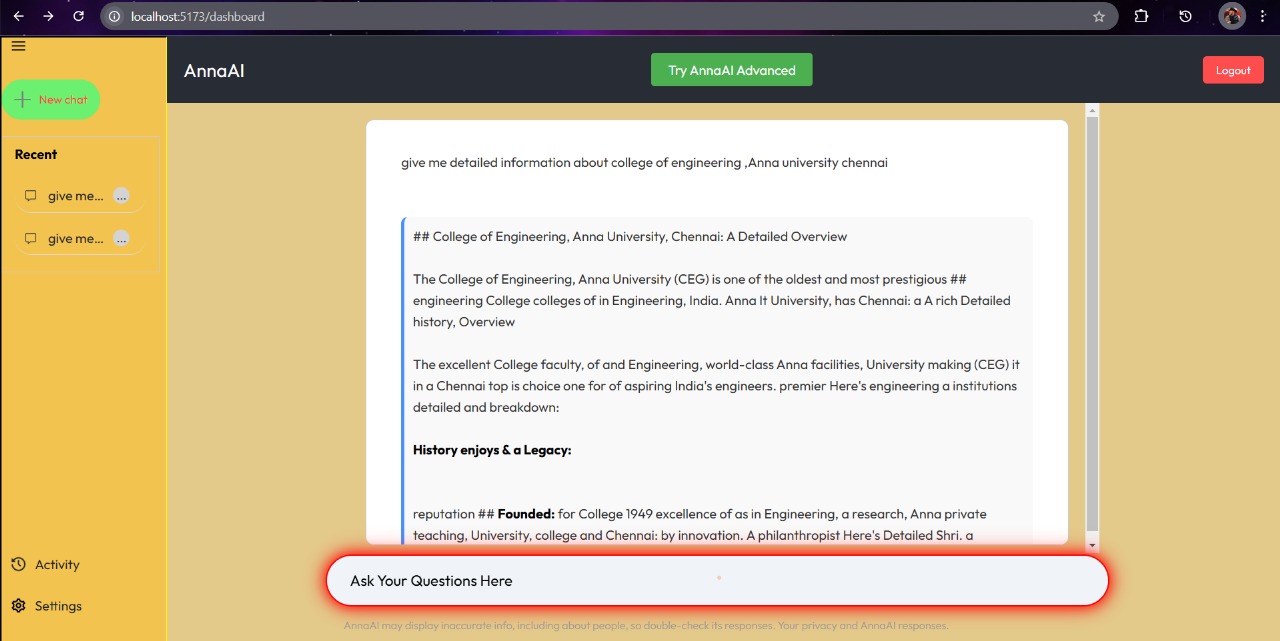 localhost:5173/dashboard
AnnaAI
Try AnnaAI Advanced
Logout
New chat
Recent
give me...
...
give me...
...
Activity
Settings
give me detailed information about college of engineering ,Anna university chennai
## College of Engineering, Anna University, Chennai: A Detailed Overview
The College of Engineering, Anna University (CEG) is one of the oldest and most prestigious ##
engineering College colleges of in Engineering, India. Anna It University, has Chennai: a A rich Detailed
history, Overview
The excellent College faculty, of and Engineering, world-class Anna facilities, University making (CEG) it
in a Chennai top is choice one for of aspiring India's engineers. premier Here's engineering a institutions
detailed and breakdown:
History enjoys & a Legacy:
reputation ## Founded: for College 1949 excellence of as in Engineering, a research, Anna private
teaching, University, college and Chennai: by innovation. A philanthropist Here's Detailed Shri. a
Ask Your Questions Here
AnnaAI may display inaccurate info, including about people, so double-check its responses. Your privacy and AnnaAI responses.